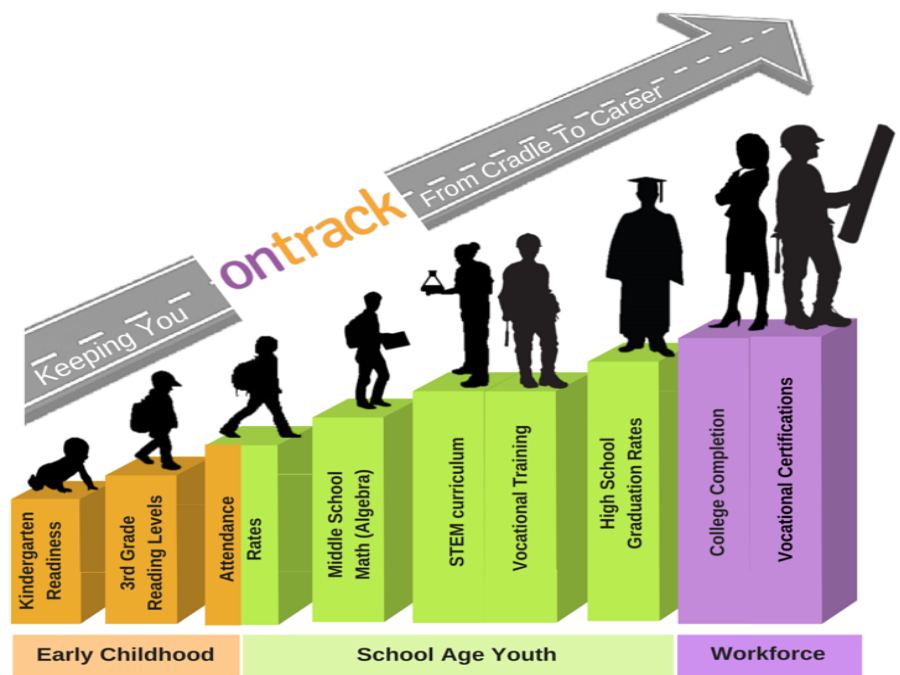 Keeping You
ontrack
From Cradle To Career
Kindergarten
Readiness
3rd Grade
Reading Levels
Attendance
Rates
Middle School
Math (Algebra)
STEM curriculum
Vocational Training
High School
Graduation Rates
College Completion
Vocational Certifications
Early Childhood
School Age Youth
Workforce